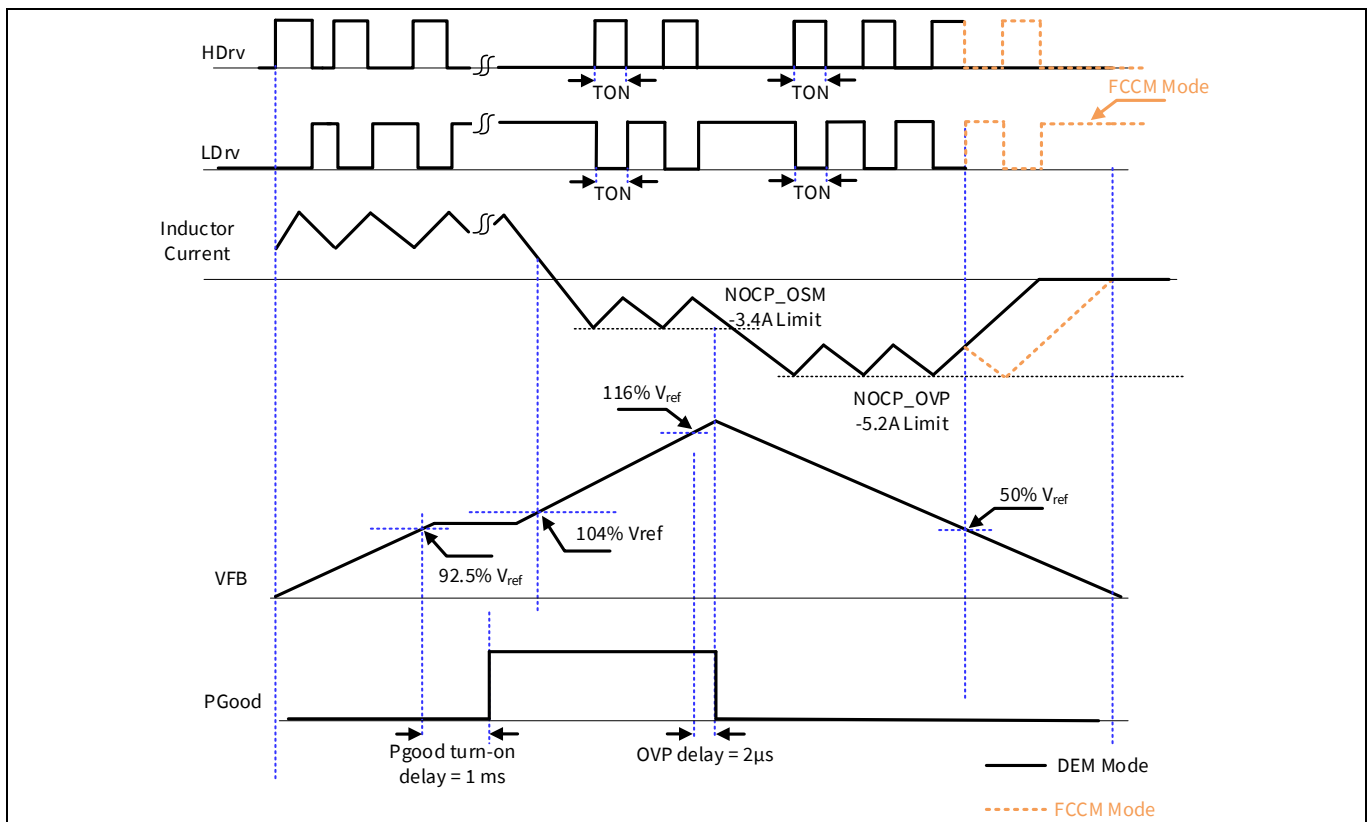 HDrv
TON
TON
FCCM Mode
LDrv
TON
TON
Inductor
Current
NOCP_OSM
-3.4A Limit
NOCP_OVP
-5.2A Limit
116% Vref
50% Vref
104% Vref
92.5% Vref
VFB
PGood
Pgood turn-on
delay = 1 ms
OVP delay = 2µs
DEM Mode
FCCM Mode